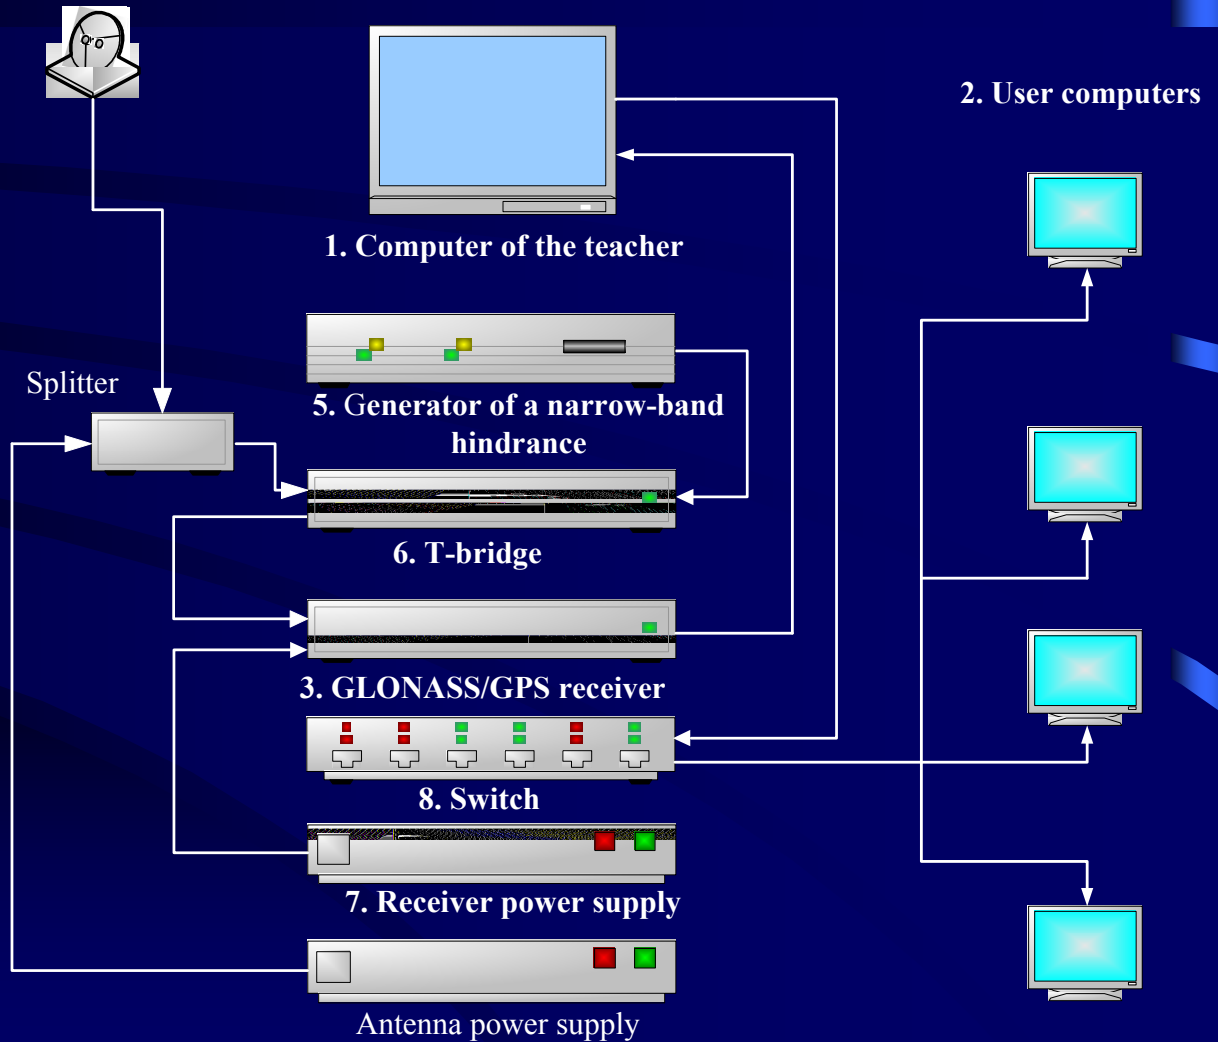 2. User computers
1. Computer of the teacher
Splitter
5. Generator of a narrow-band
hindrance
6. T-bridge
3. GLONASS/GPS receiver
8. Switch
7. Receiver power supply
Antenna power supply